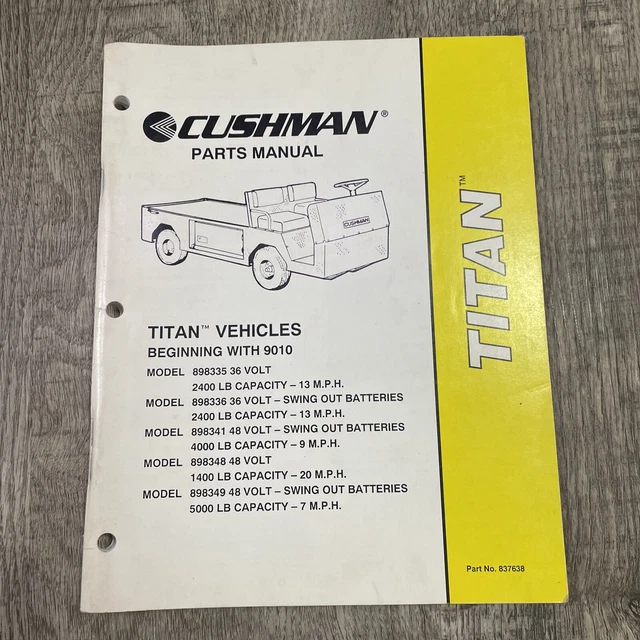 CUSHMAN®
PARTS MANUAL
CUSHMAN
TITAN™ VEHICLES
BEGINNING WITH 9010
MODEL 898335 36 VOLT
2400 LB CAPACITY – 13 M.P.H.
MODEL 898336 36 VOLT – SWING OUT BATTERIES
2400 LB CAPACITY – 13 M.P.H.
MODEL 898341 48 VOLT – SWING OUT BATTERIES
4000 LB CAPACITY – 9 M.P.H.
MODEL 898348 48 VOLT
1400 LB CAPACITY – 20 M.P.H.
MODEL 898349 48 VOLT – SWING OUT BATTERIES
5000 LB CAPACITY – 7 M.P.H.
TITAN™
Part No. 837638